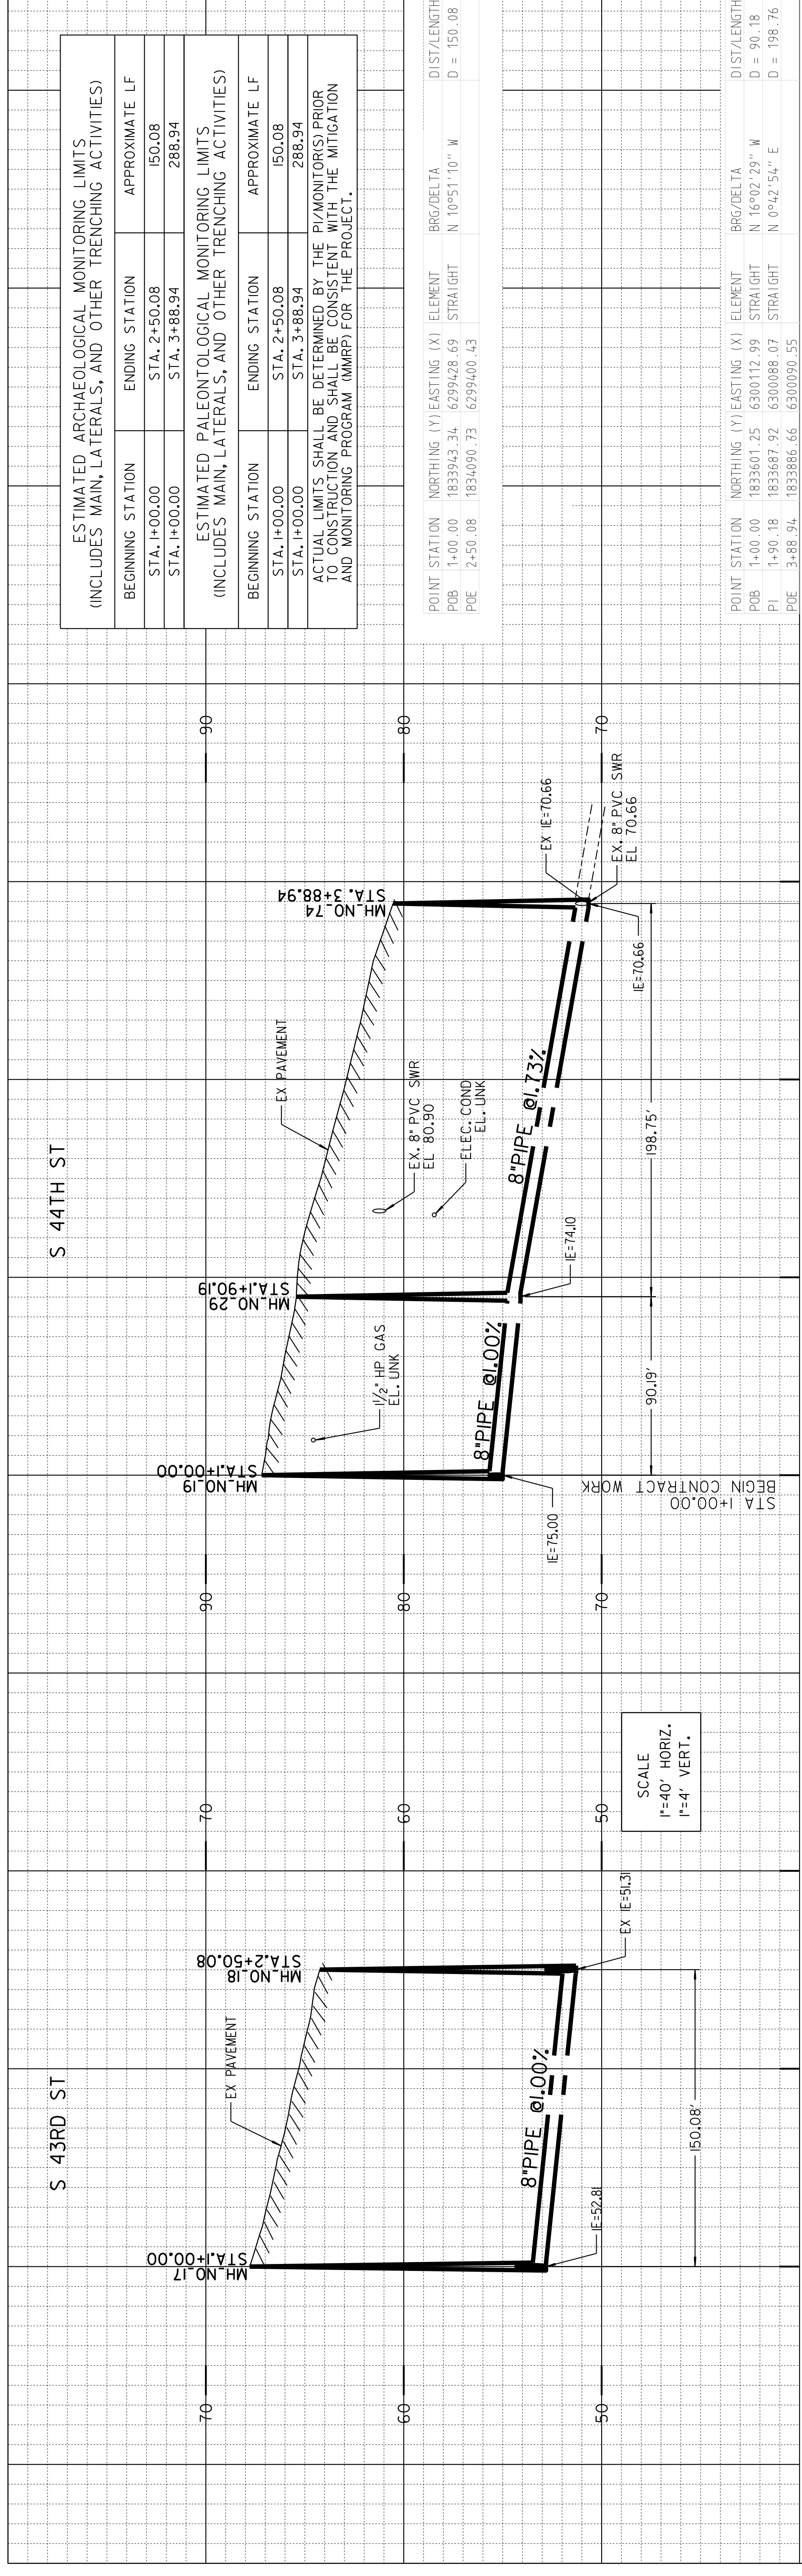 S 43RD ST
70
60
50
MH_NO_17
STA.1+00.00
EX PAVEMENT
MH_NO_18
STA.2+50.08
8"PIPE @1.00%
IE=52.81
EX IE=51.31
150.08'
70
60
50
SCALE
1"=40' HORIZ.
1"=4' VERT.
S 44TH ST
90
80
70
MH_NO_19
STA.1+00.00
MH_NO_29
STA.1+90.19
EX PAVEMENT
MH_NO_74
STA. 3+88.94
1/2" HP GAS
EL. UNK
EX. 8" PVC SWR
EL 80.90
ELEC. COND
EL. UNK
8"PIPE @1.00%
8"PIPE @1.73%
IE=75.00
IE=74.10
IE=70.66
EX IE=70.66
EX. 8" PVC SWR
EL 70.66
90.19'
198.75'
STA 1+00.00
BEGIN CONTRACT WORK
90
80
70
ESTIMATED ARCHAEOLOGICAL MONITORING LIMITS
(INCLUDES MAIN, LATERALS, AND OTHER TRENCHING ACTIVITIES)
BEGINNING STATION ENDING STATION APPROXIMATE LF
STA. 1+00.00 STA. 2+50.08 150.08
STA. 1+00.00 STA. 3+88.94 288.94
ESTIMATED PALEONTOLOGICAL MONITORING LIMITS
(INCLUDES MAIN, LATERALS, AND OTHER TRENCHING ACTIVITIES)
BEGINNING STATION ENDING STATION APPROXIMATE LF
STA. 1+00.00 STA. 2+50.08 150.08
STA. 1+00.00 STA. 3+88.94 288.94
ACTUAL LIMITS SHALL BE DETERMINED BY THE PI/MONITOR(S) PRIOR
TO CONSTRUCTION AND SHALL BE CONSISTENT WITH THE MITIGATION
AND MONITORING PROGRAM (MMRP) FOR THE PROJECT.
POINT STATION NORTHING (Y) EASTING (X) ELEMENT BRG/DELTA DIST/LENGTH
POB 1+00.00 1833943.34 6299428.69 STRAIGHT N 10°51'10" W D = 150.08
POE 2+50.08 1834090.73 6299400.43
POINT STATION NORTHING (Y) EASTING (X) ELEMENT BRG/DELTA DIST/LENGTH
POB 1+00.00 1833601.25 6300112.99 STRAIGHT N 16°02'29" W D = 90.18
PI 1+90.18 1833687.92 6300088.07 STRAIGHT N 0°42'54" E D = 198.76
POE 3+88.94 1833886.66 6300090.55